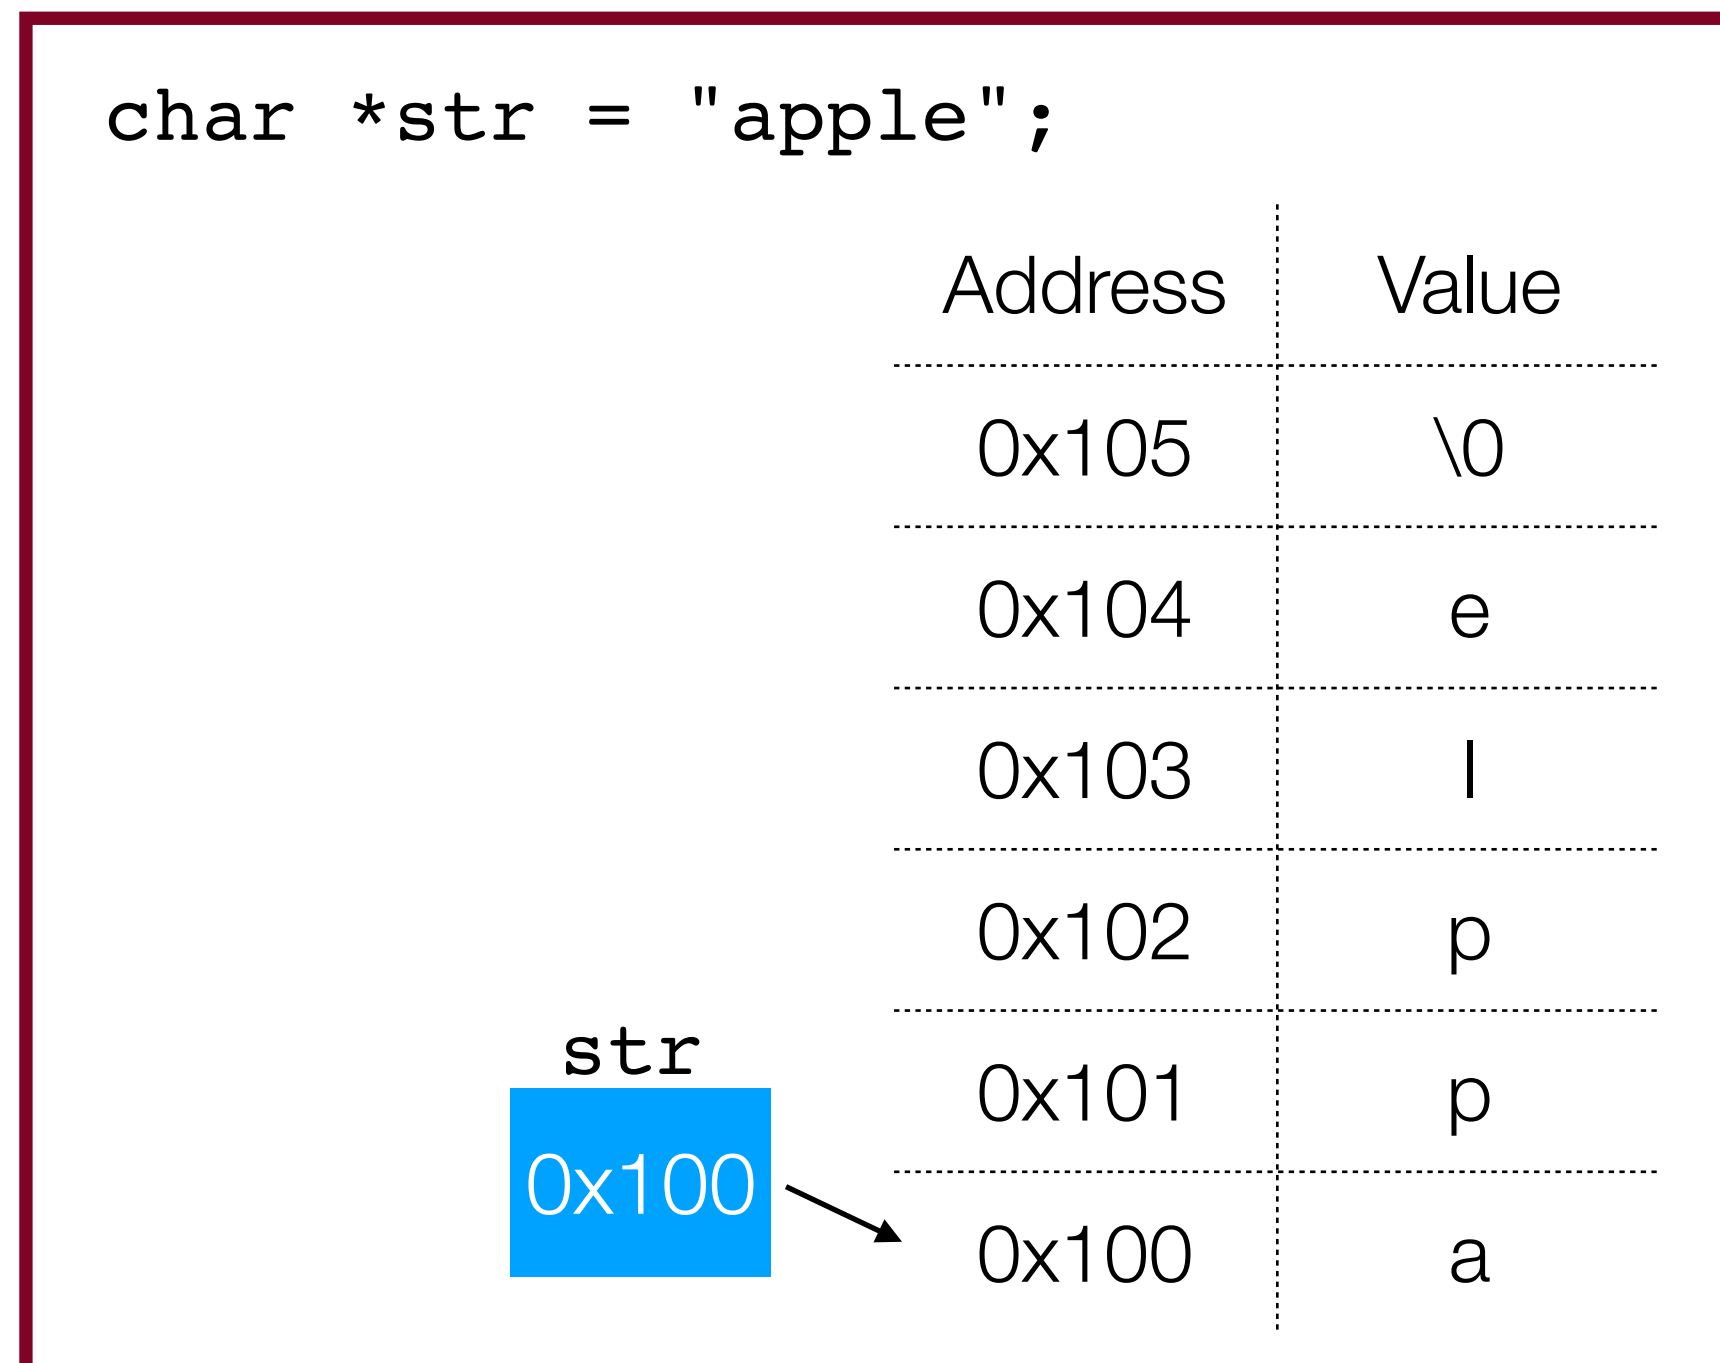 char *str = "apple";
Address Value
0x105 \0
0x104 e
0x103 l
0x102 p
str
0x101 p
0x100
0x100 a